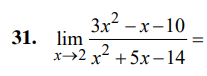 31. lim x→2 (3x² – x – 10) / (x² + 5x – 14) =